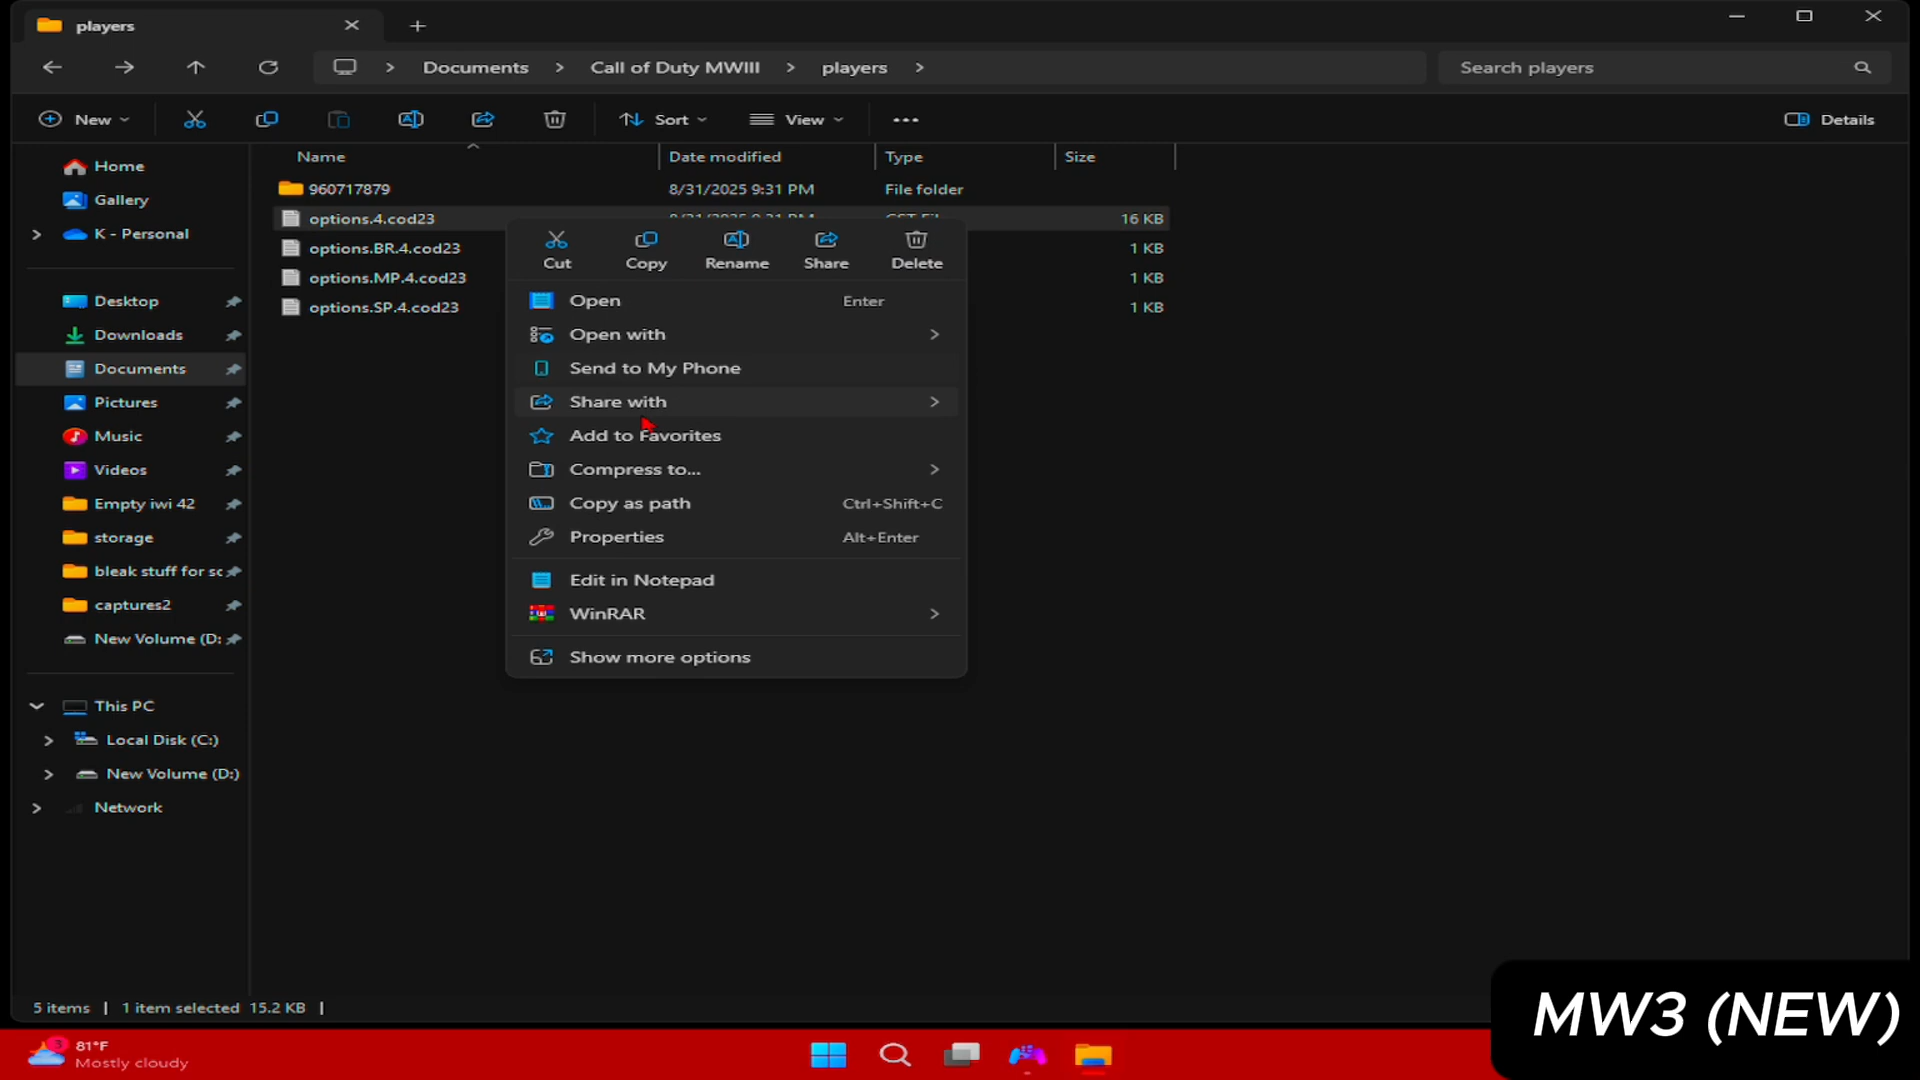 players
Documents > Call of Duty MWIII > players >
Search players
New
Sort
View
Details
Name
Date modified
Type
Size
Home
Gallery
K - Personal
Desktop
Downloads
Documents
Pictures
Music
Videos
Empty iwi 42
storage
bleak stuff for sc
captures2
New Volume (D:
This PC
Local Disk (C:)
New Volume (D:)
Network
960717879
8/31/2025 9:31 PM
File folder
options.4.cod23
16 KB
options.BR.4.cod23
1 KB
options.MP.4.cod23
1 KB
options.SP.4.cod23
1 KB
Cut
Copy
Rename
Share
Delete
Open Enter
Open with
Send to My Phone
Share with
Add to Favorites
Compress to...
Copy as path Ctrl+Shift+C
Properties Alt+Enter
Edit in Notepad
WinRAR
Show more options
5 items | 1 item selected 15.2 KB |
3
81°F
Mostly cloudy
MW3 (NEW)